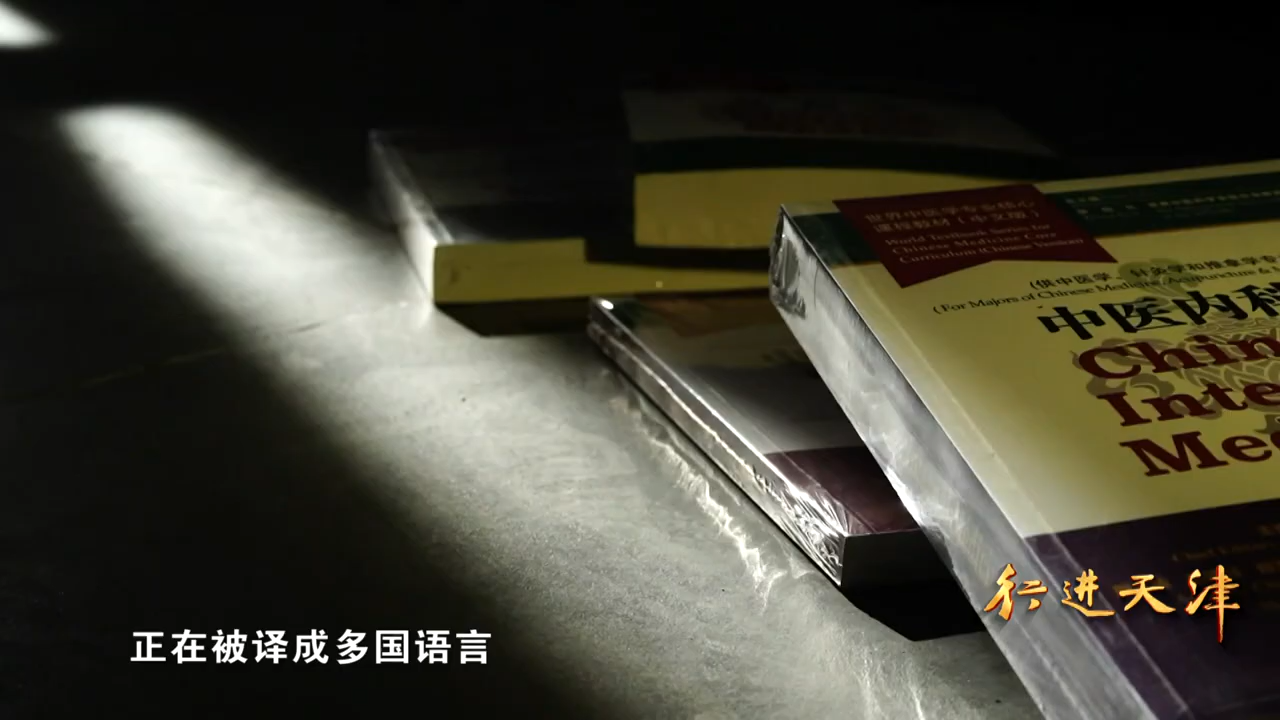 世界中医学专业核心
课程教材（中文版）
World Textbook Series for
Chinese Medicine Core
Curriculum (Chinese Version)
(供中医学、针灸学和推拿学专
(For Majors of Chinese Medicine, Acupuncture &
中医内科
Chin
Inte
Med
行进天津
正在被译成多国语言